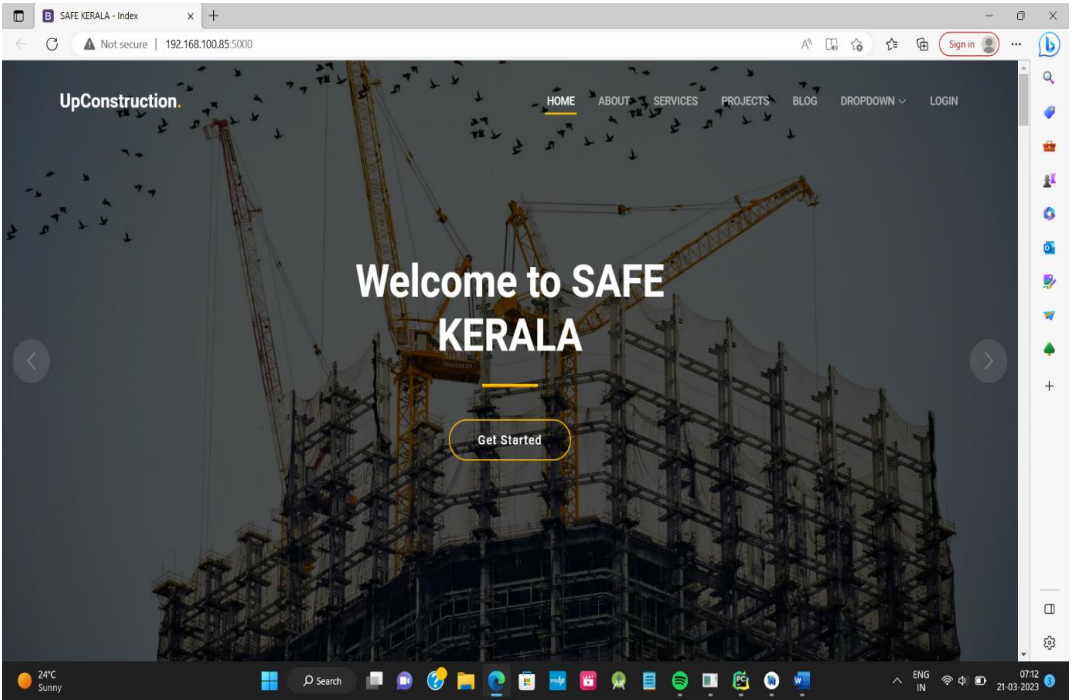 SAFE KERALA - Index
Not secure | 192.168.100.85:5000
Sign in
UpConstruction.
HOME ABOUT SERVICES PROJECTS BLOG DROPDOWN LOGIN
Welcome to SAFE
KERALA
Get Started
24°C
Sunny
Search
ENG
IN
07:12
21-03-2023
3